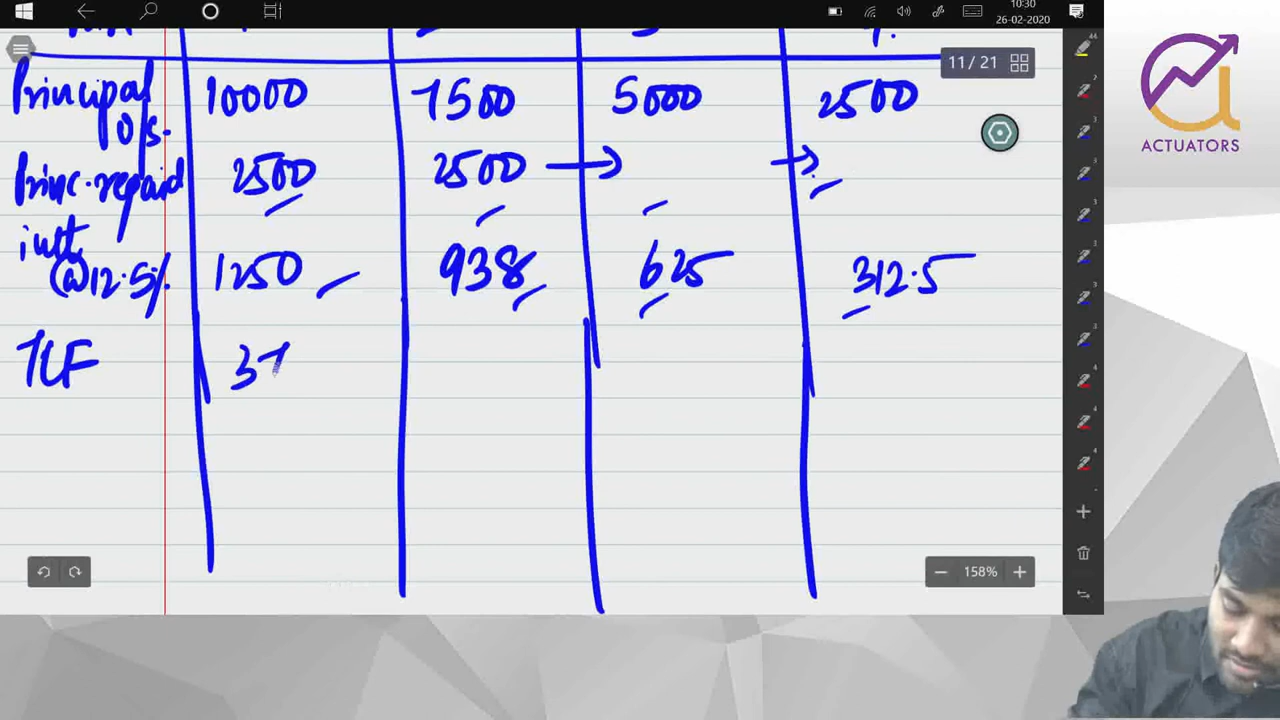 10:30
26-02-2020
11 / 21
Principal O/s. 10000 7500 5000 2500
Princ. repaid 2500 2500
intt. @12.5% 1250 938 625 312.5
TCF 37
158%
ACTUATORS